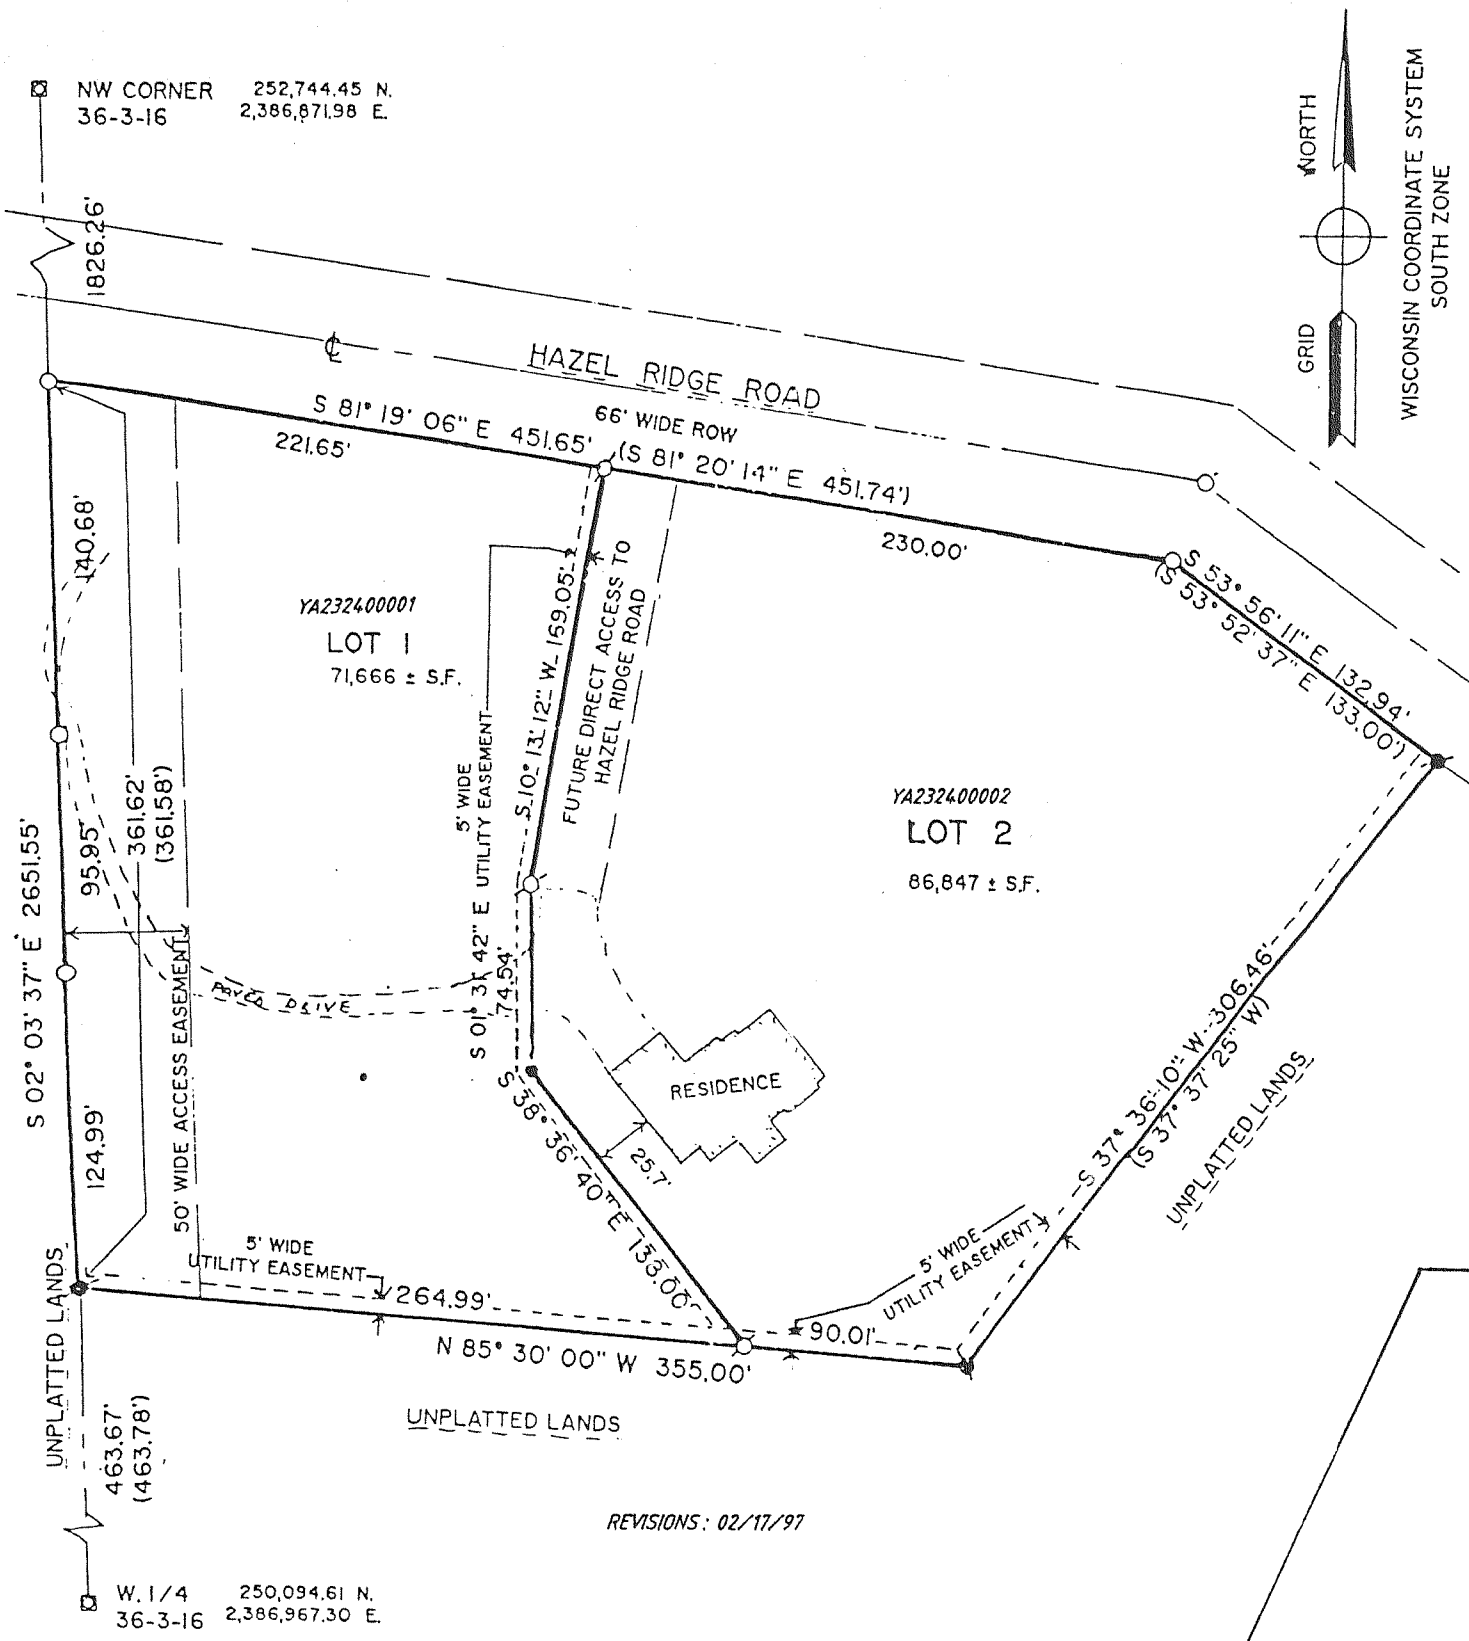 NW CORNER 252,744.45 N.
36-3-16 2,386,871.98 E.
NORTH
GRID
WISCONSIN COORDINATE SYSTEM
SOUTH ZONE
1826.26'
HAZEL RIDGE ROAD
66' WIDE ROW
S 81° 19' 06" E 451.65'
(S 81° 20' 14" E 451.74')
221.65'
230.00'
S 53° 56' 11" E 132.94'
(S 53° 52' 37" E 133.00')
140.68'
YA232400001
LOT 1
71,666 ± S.F.
5' WIDE
UTILITY EASEMENT
S 10° 13' 12" W 169.05'
FUTURE DIRECT ACCESS TO
HAZEL RIDGE ROAD
YA232400002
LOT 2
86,847 ± S.F.
S 02° 03' 37" E 2651.55'
95.95'
361.62'
(361.58')
50' WIDE ACCESS EASEMENT
PAVED DRIVE
S 01° 31' 42" E
74.54'
RESIDENCE
25.7'
S 38° 36' 40" E 133.00'
S 37° 36' 10" W 306.46'
(S 37° 37' 25" W)
UNPLATTED LANDS
124.99'
5' WIDE
UTILITY EASEMENT
264.99'
5' WIDE
UTILITY EASEMENT
90.01'
N 85° 30' 00" W 355.00'
UNPLATTED LANDS
UNPLATTED LANDS
463.67'
(463.78')
REVISIONS: 02/17/97
W. 1/4 250,094.61 N.
36-3-16 2,386,967.30 E.